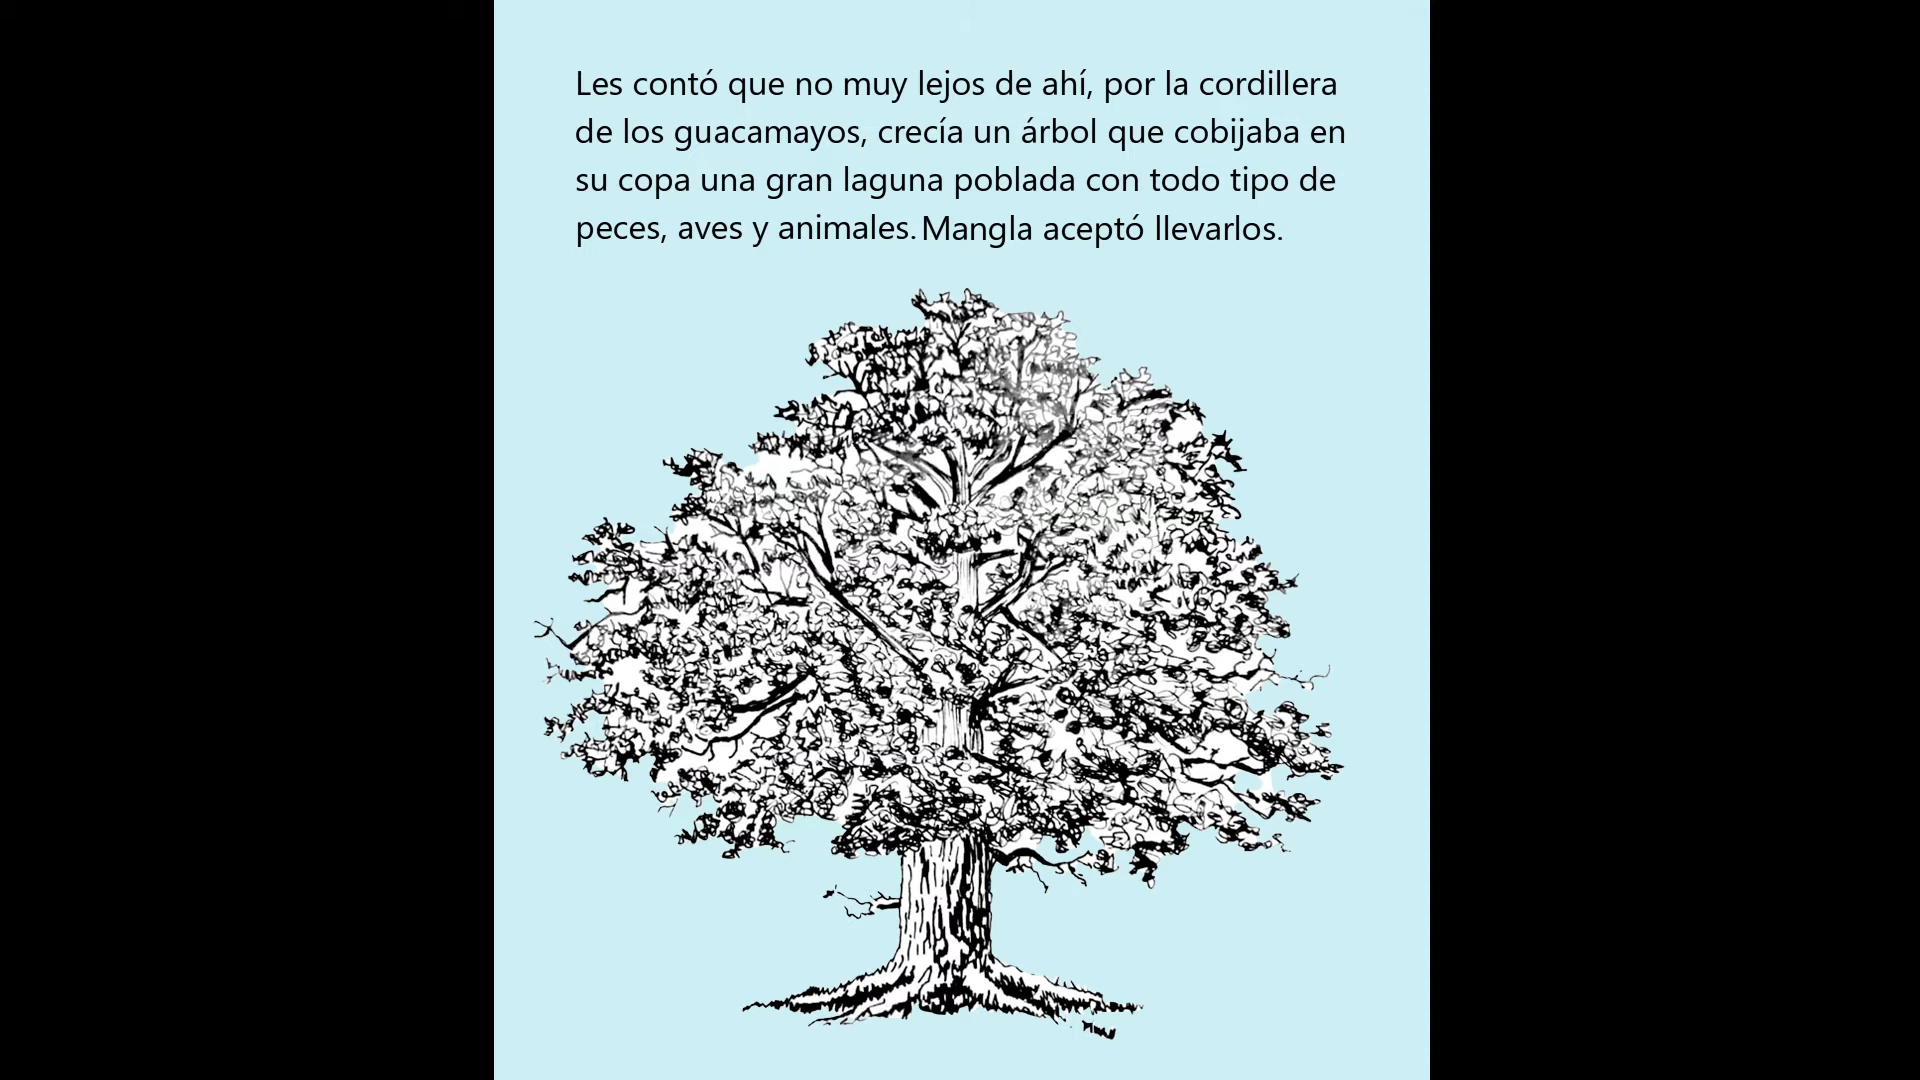 Les contó que no muy lejos de ahí, por la cordillera
de los guacamayos, crecía un árbol que cobijaba en
su copa una gran laguna poblada con todo tipo de
peces, aves y animales. Mangla aceptó llevarlos.